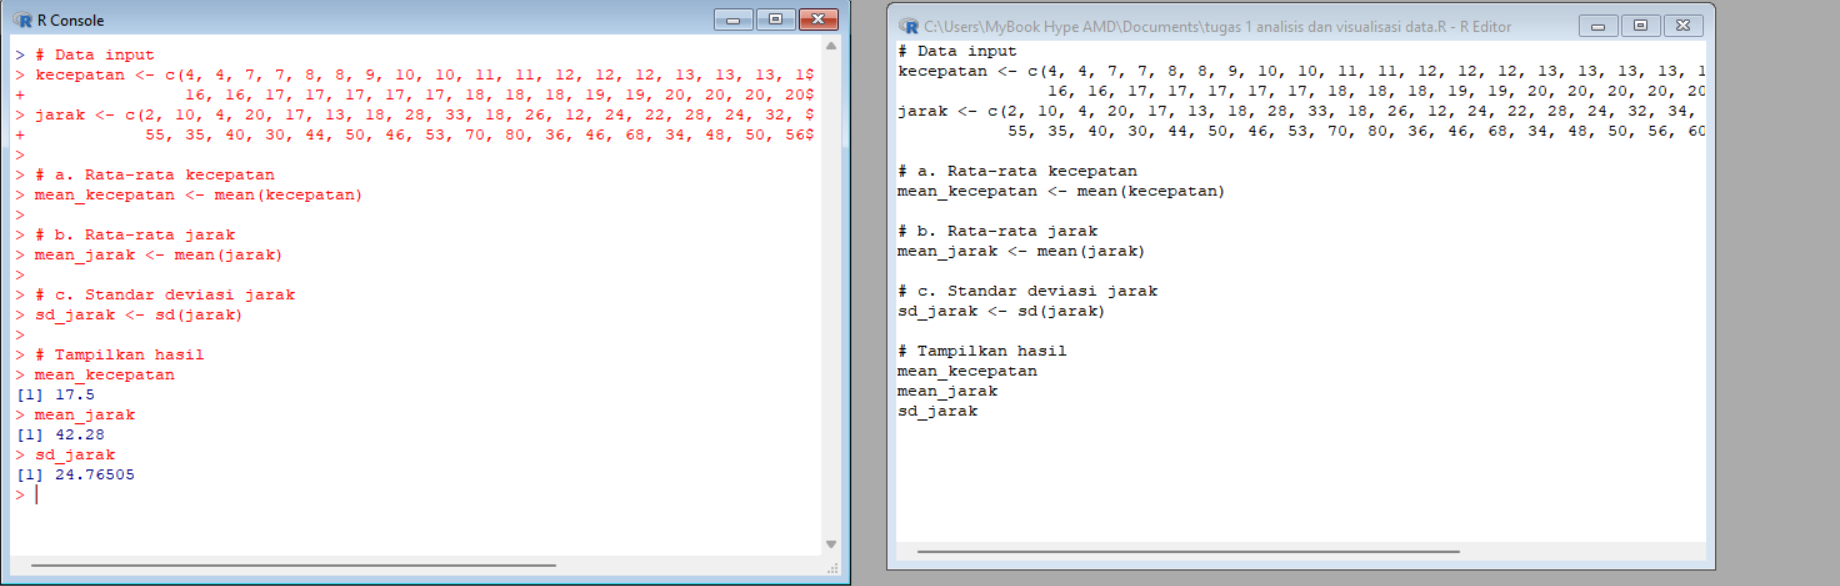 R Console
> # Data input
> kecepatan <- c(4, 4, 7, 7, 8, 8, 9, 10, 10, 11, 11, 12, 12, 12, 13, 13, 13, 1$
+ 16, 16, 17, 17, 17, 17, 17, 18, 18, 18, 19, 19, 20, 20, 20, 20$
> jarak <- c(2, 10, 4, 20, 17, 13, 18, 28, 33, 18, 26, 12, 24, 22, 28, 24, 32, $
+ 55, 35, 40, 30, 44, 50, 46, 53, 70, 80, 36, 46, 68, 34, 48, 50, 56$
>
> # a. Rata-rata kecepatan
> mean_kecepatan <- mean(kecepatan)
>
> # b. Rata-rata jarak
> mean_jarak <- mean(jarak)
>
> # c. Standar deviasi jarak
> sd_jarak <- sd(jarak)
>
> # Tampilkan hasil
> mean_kecepatan
[1] 17.5
> mean_jarak
[1] 42.28
> sd_jarak
[1] 24.76505
>
C:\Users\MyBook Hype AMD\Documents\tugas 1 analisis dan visualisasi data.R - R Editor
# Data input
kecepatan <- c(4, 4, 7, 7, 8, 8, 9, 10, 10, 11, 11, 12, 12, 12, 13, 13, 13, 13, 1
16, 16, 17, 17, 17, 17, 17, 18, 18, 18, 19, 19, 20, 20, 20, 20
jarak <- c(2, 10, 4, 20, 17, 13, 18, 28, 33, 18, 26, 12, 24, 22, 28, 24, 32, 34,
55, 35, 40, 30, 44, 50, 46, 53, 70, 80, 36, 46, 68, 34, 48, 50, 56, 60
# a. Rata-rata kecepatan
mean_kecepatan <- mean(kecepatan)
# b. Rata-rata jarak
mean_jarak <- mean(jarak)
# c. Standar deviasi jarak
sd_jarak <- sd(jarak)
# Tampilkan hasil
mean_kecepatan
mean_jarak
sd_jarak